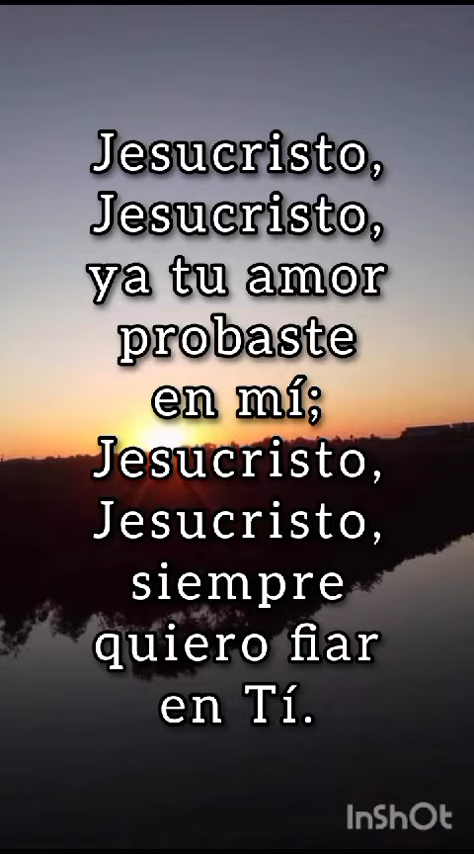 Jesucristo,
Jesucristo,
ya tu amor
probaste
en mí;
Jesucristo,
Jesucristo,
siempre
quiero fiar
en Tí.
InShOt